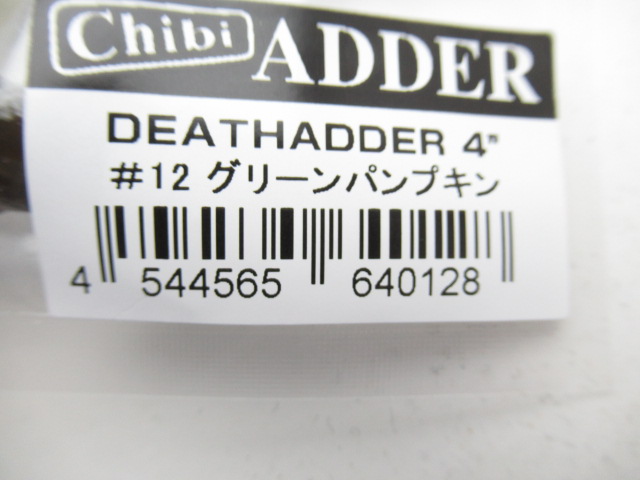 Chibi ADDER
DEATHADDER 4"
#12 グリーンパンプキン
4 544565 640128